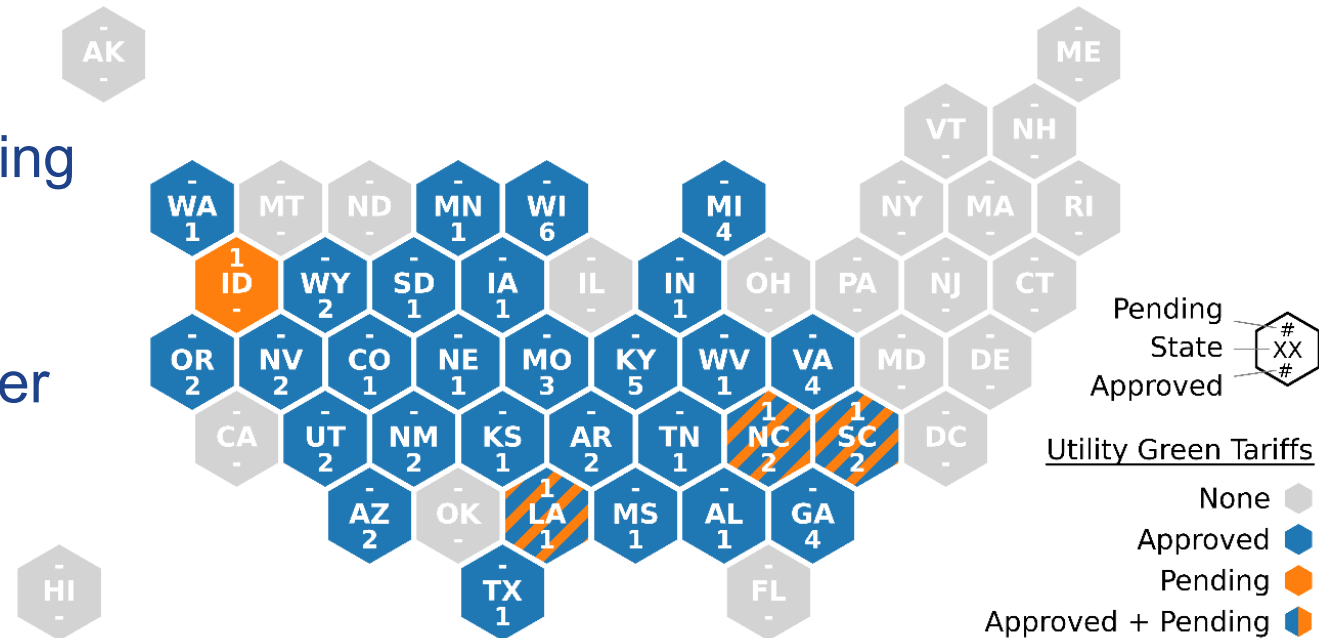 -
AK
-
-
ME
-
ing
-
VT
-
-
NH
-
-
WA
1
-
MT
-
-
ND
-
-
MN
1
-
WI
6
-
MI
4
-
NY
-
-
MA
-
-
RI
-
1
ID
-
-
WY
2
-
SD
1
-
IA
1
-
IL
-
-
IN
1
-
OH
-
-
PA
-
-
NJ
-
-
CT
-
er
-
OR
2
-
NV
2
-
CO
1
-
NE
1
-
MO
3
-
KY
5
-
WV
1
-
VA
4
-
MD
-
-
DE
-
-
CA
-
-
UT
2
-
NM
2
-
KS
1
-
AR
2
-
TN
1
1
NC
2
1
SC
2
-
DC
-
-
AZ
2
-
OK
-
1
LA
1
-
MS
1
-
AL
1
-
GA
4
-
HI
-
-
TX
1
-
FL
-
Pending #
State XX
Approved #
Utility Green Tariffs
None
Approved
Pending
Approved + Pending